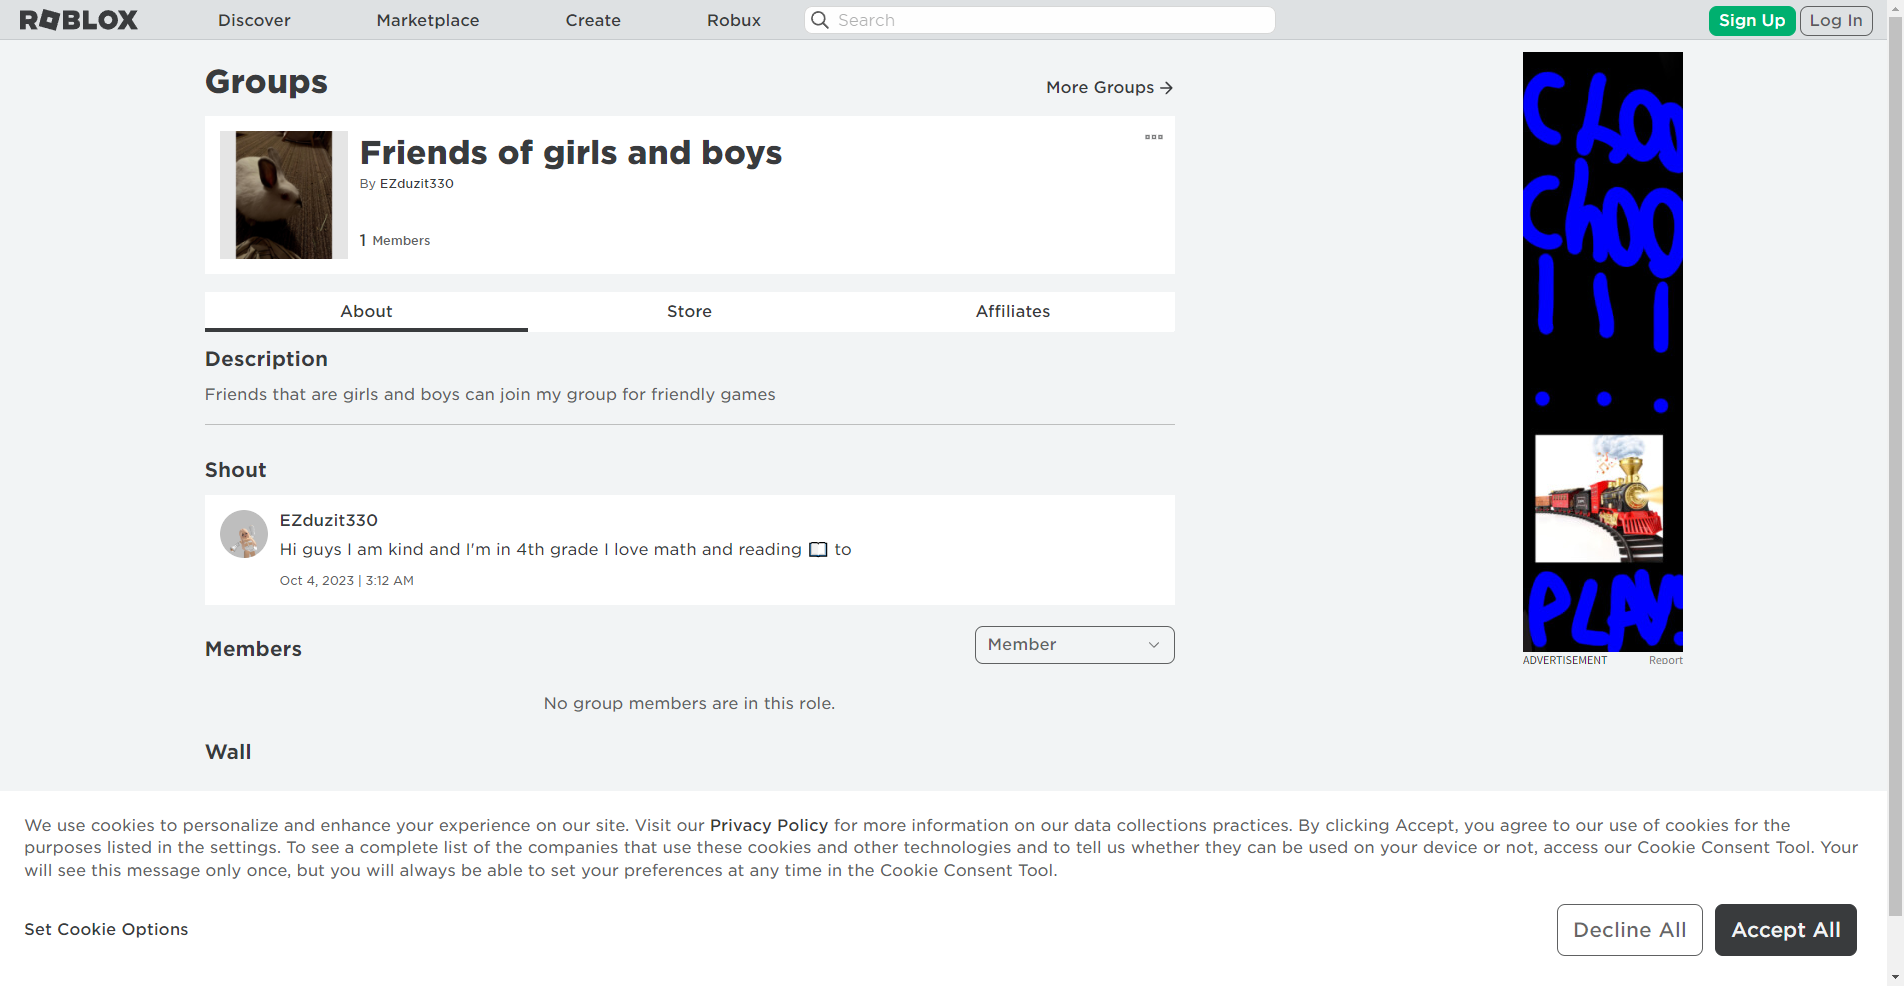 ROBLOX
Discover
Marketplace
Create
Robux
Search
Sign Up
Log In
Groups
More Groups →
Friends of girls and boys
By EZduzit330
1 Members
About
Store
Affiliates
Description
Friends that are girls and boys can join my group for friendly games
Shout
EZduzit330
Hi guys I am kind and I'm in 4th grade I love math and reading 📖 to
Oct 4, 2023 | 3:12 AM
Members
Member
No group members are in this role.
Wall
CHOO
CHOO
! ! !
PLAY!
ADVERTISEMENT
Report
We use cookies to personalize and enhance your experience on our site. Visit our Privacy Policy for more information on our data collections practices. By clicking Accept, you agree to our use of cookies for the
purposes listed in the settings. To see a complete list of the companies that use these cookies and other technologies and to tell us whether they can be used on your device or not, access our Cookie Consent Tool. Your
will see this message only once, but you will always be able to set your preferences at any time in the Cookie Consent Tool.
Set Cookie Options
Decline All
Accept All